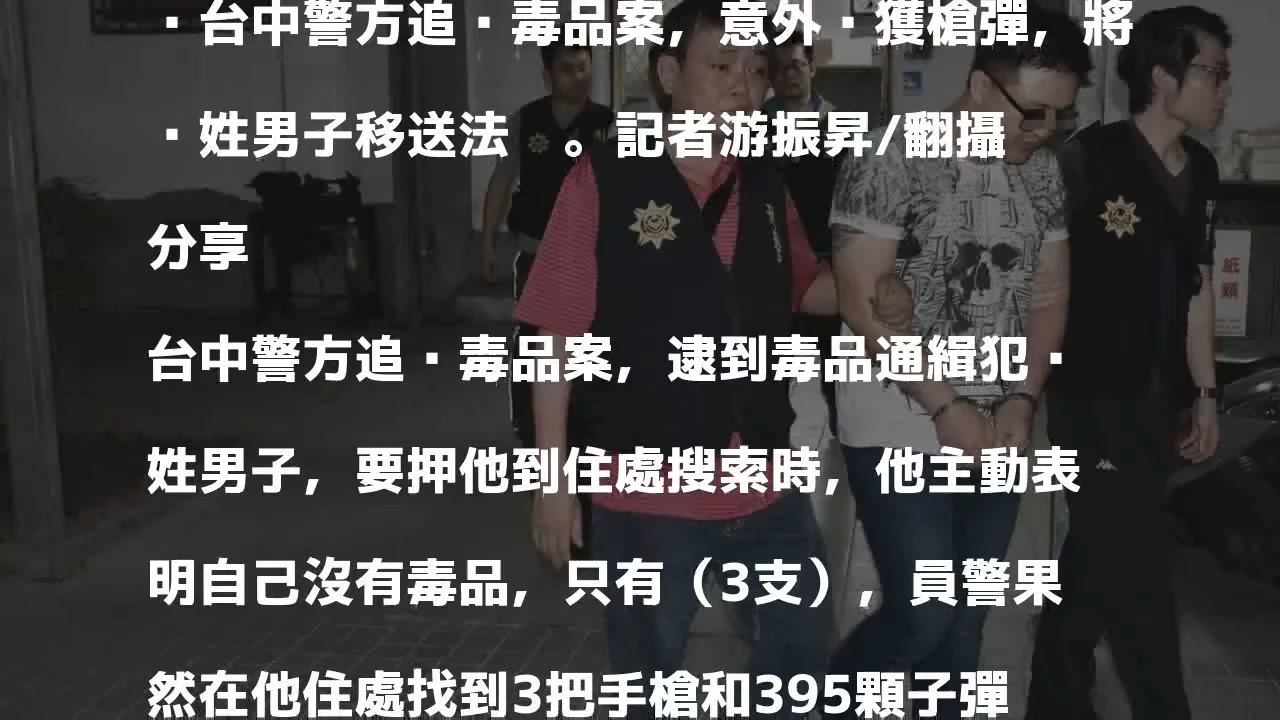 ・台中警方追・毒品案，意外・獲槍彈，將
・姓男子移送法　。記者游振昇/翻攝
分享
台中警方追・毒品案，逮到毒品通緝犯・
姓男子，要押他到住處搜索時，他主動表
明自己沒有毒品，只有（3支），員警果
然在他住處找到3把手槍和395顆子彈
紙類